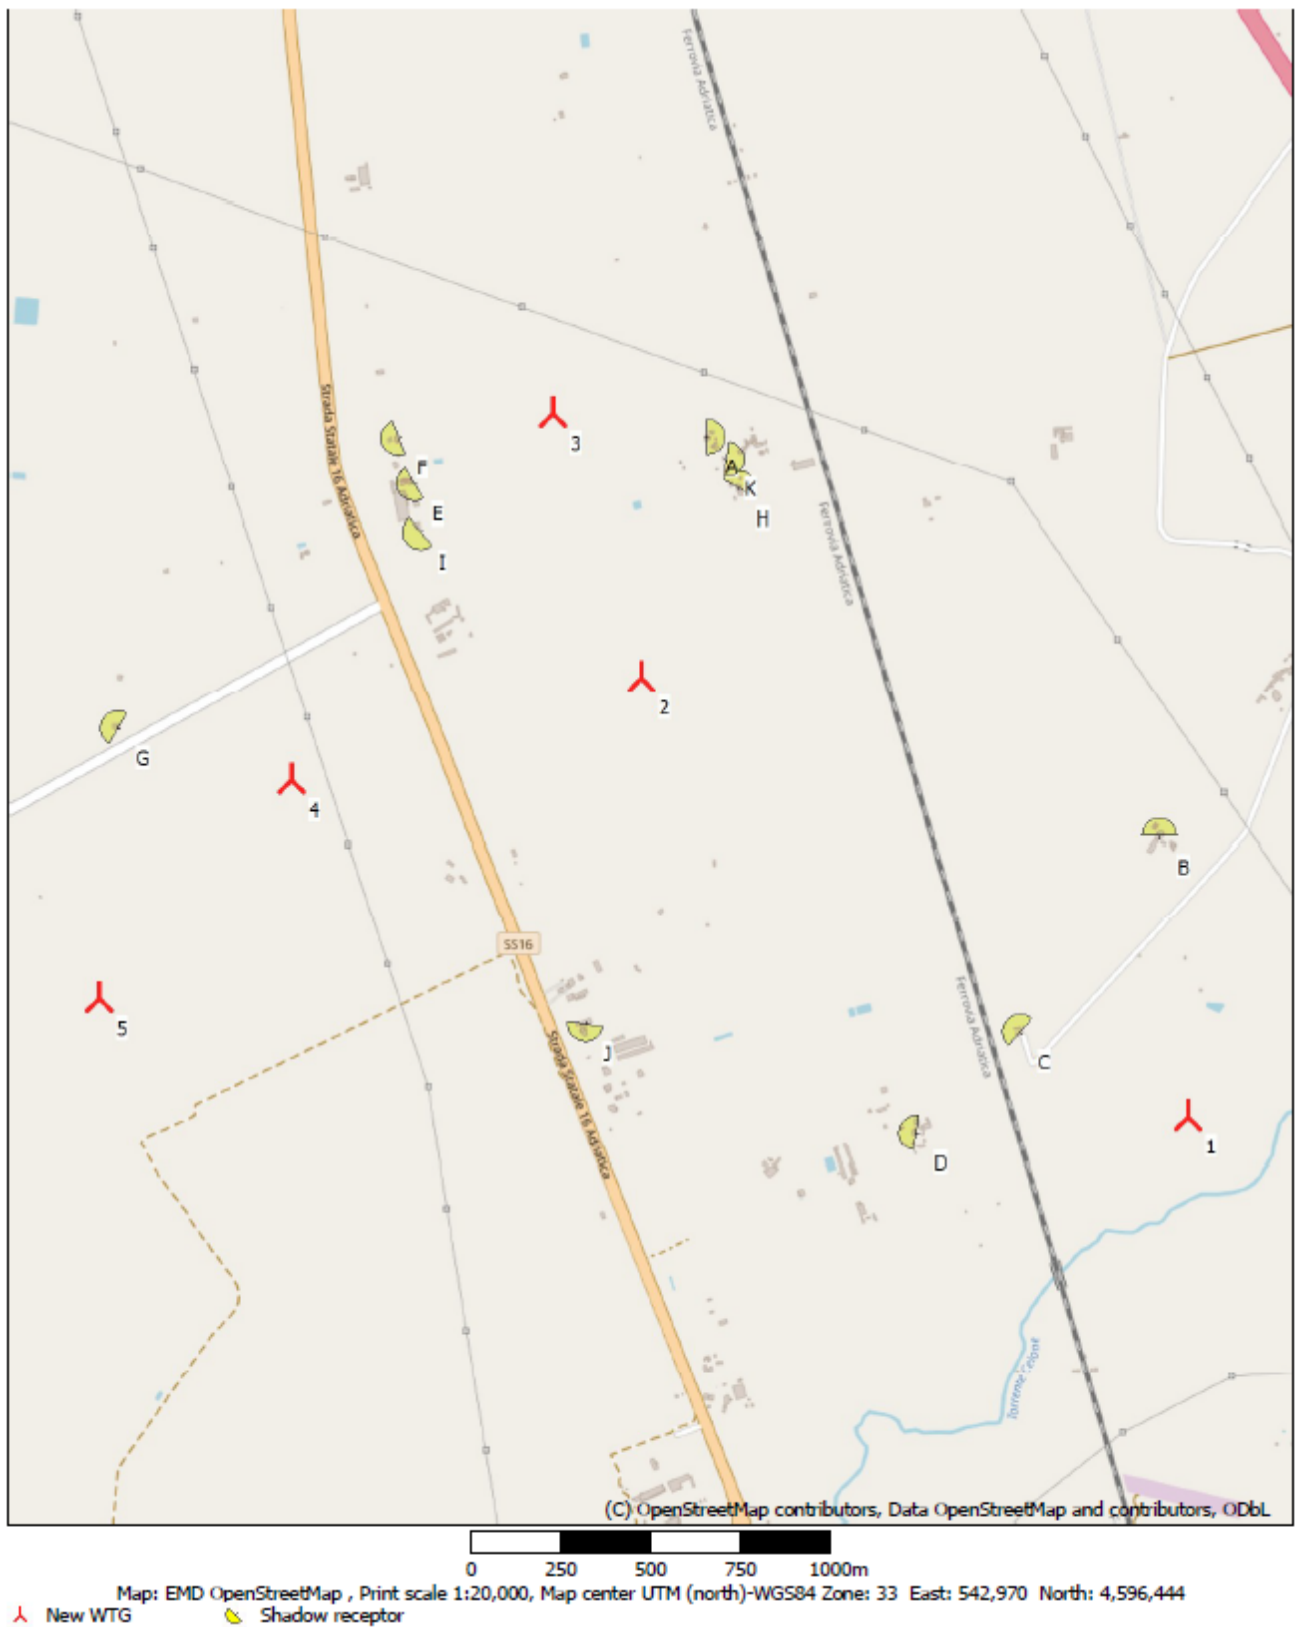 Ferrovia Adriatica
Strada Statale 16 Adriatica
3
F
A
E
K
H
I
Ferrovia Adriatica
2
G
4
B
SS16
5
J
Ferrovia Adriatica
C
Strada Statale 16 Adriatica
1
D
Torrente Celone
(C) OpenStreetMap contributors, Data OpenStreetMap and contributors, ODbL
0 250 500 750 1000m
Map: EMD OpenStreetMap , Print scale 1:20,000, Map center UTM (north)-WGS84 Zone: 33 East: 542,970 North: 4,596,444
New WTG Shadow receptor